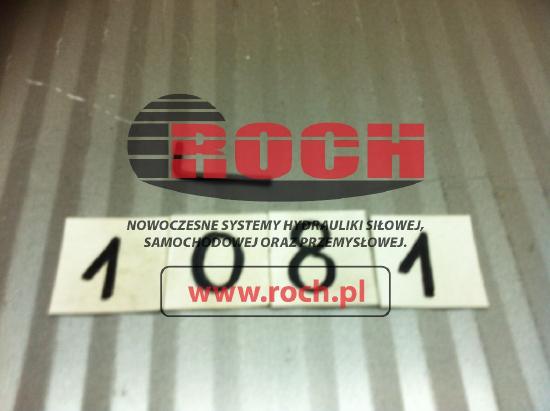 ROCH
NOWOCZESNE SYSTEMY HYDRAULIKI SIŁOWEJ,
SAMOCHODOWEJ ORAZ PRZEMYSŁOWEJ.
1 0 8 1
www.roch.pl